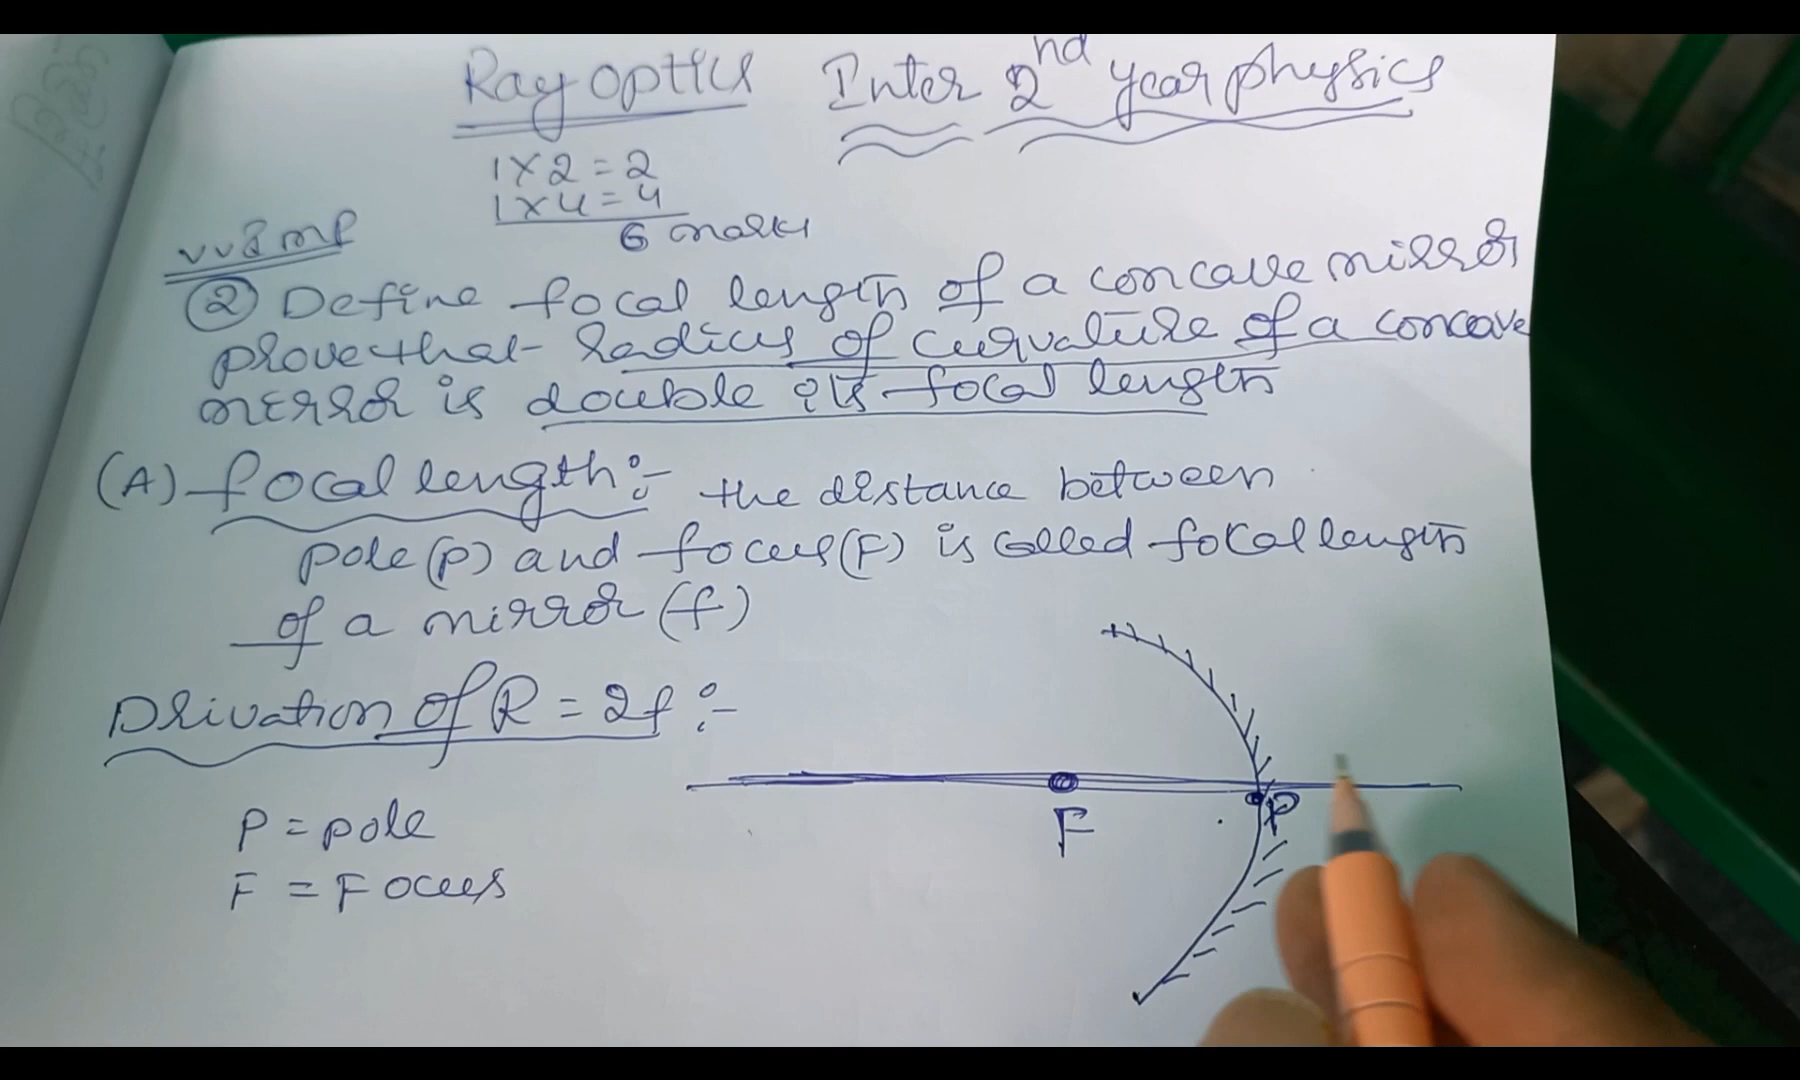 Ray optics Inter 2nd year physics
1 X 2 = 2
1 X 4 = 4
6 marks
vv imp
② Define focal length of a concave mirror
prove that radius of curvature of a concave
mirror is double its focal length
(A) focal length :- the distance between
pole (p) and focus (F) is called focal length
of a mirror (f)
Drivation of R = 2f :-
P = pole
F = Focus
F
P